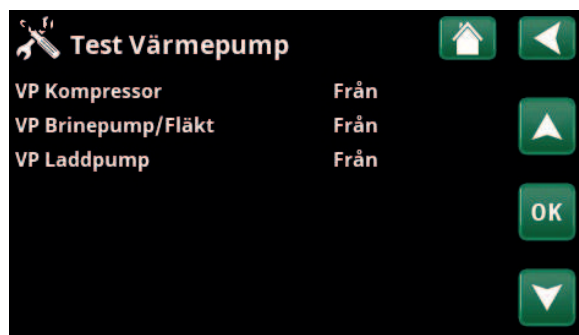 Test Värmepump
VP Kompressor Från
VP Brinepump/Fläkt Från
VP Laddpump Från
OK